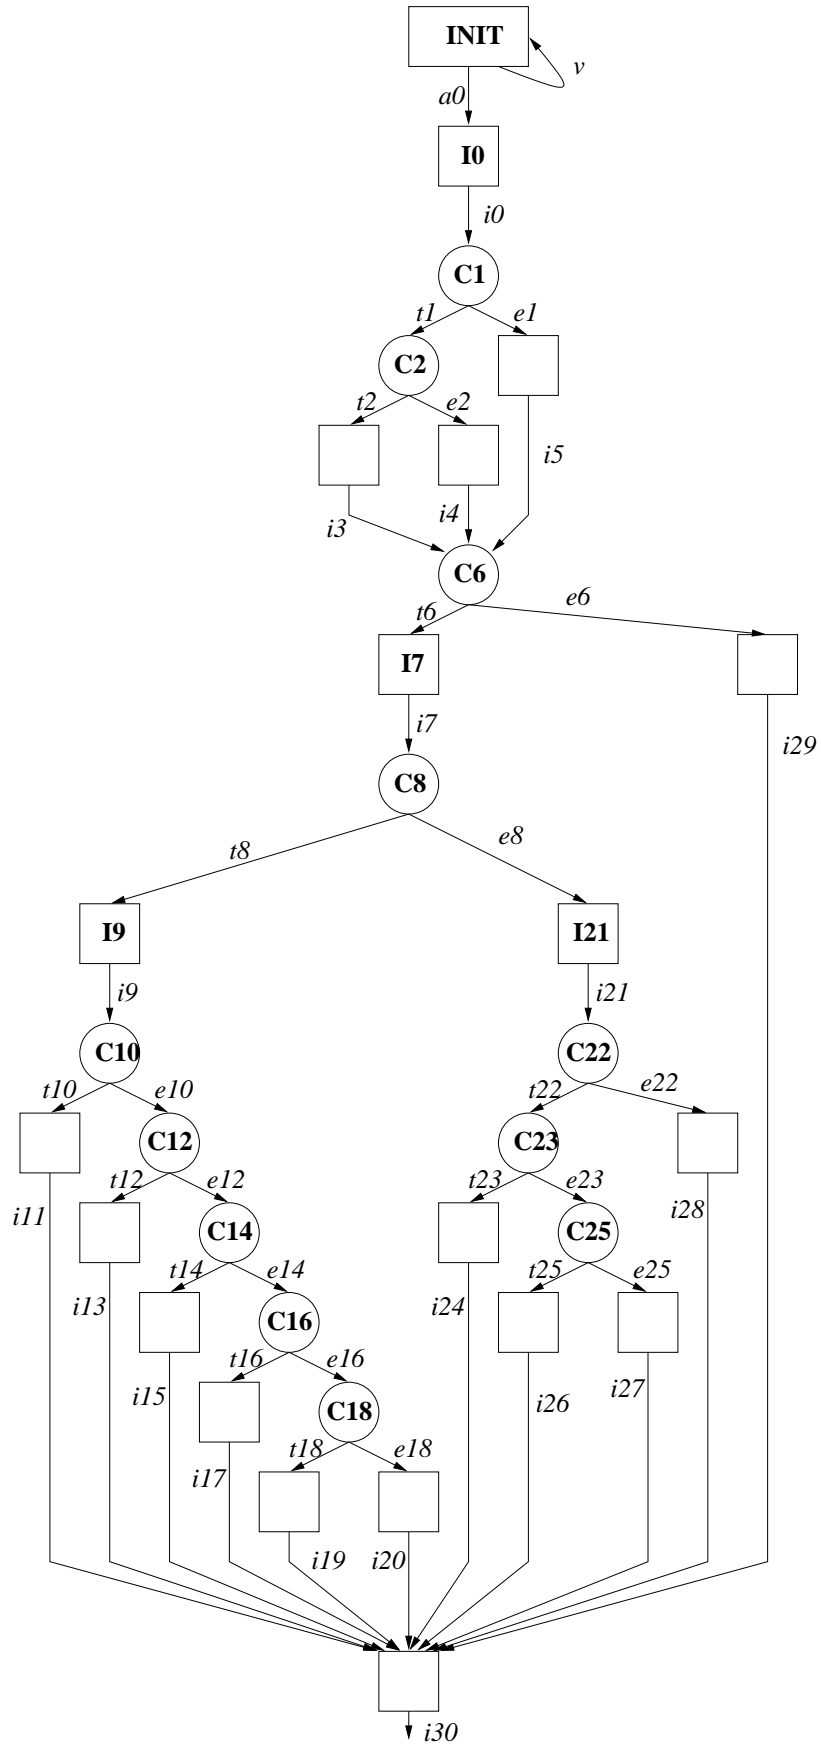 INIT
v
a0
I0
i0
C1
t1 e1
C2
t2 e2
i5
i3 i4
C6
e6
t6
I7
i7 i29
C8
t8 e8
I9 I21
i9 i21
C10 C22
t10 e10 t22 e22
C12 C23
t12 e12 t23 e23
i11 C14 C25 i28
t14 e14 t25 e25
i13 C16 i24
t16 e16
i15 C18 i26 i27
t18 e18
i17
i19 i20
i30